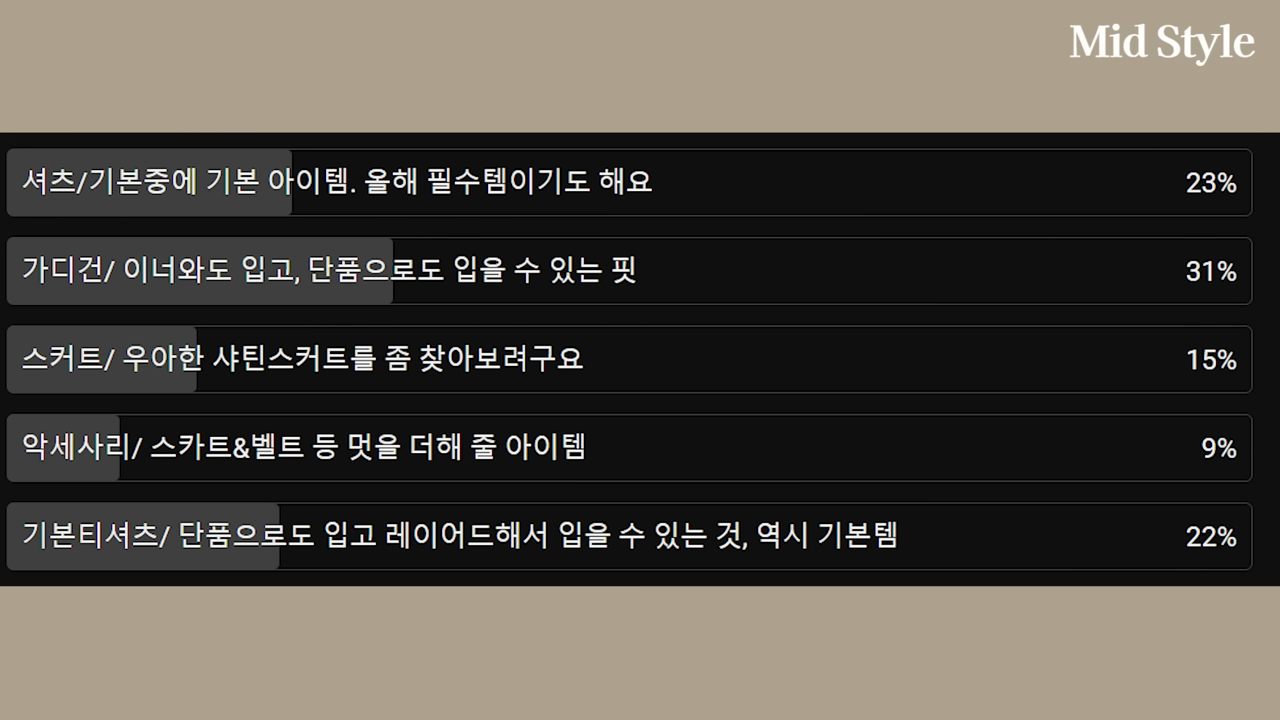 Mid Style
셔츠/기본중에 기본 아이템. 올해 필수템이기도 해요 23%
가디건/ 이너와도 입고, 단품으로도 입을 수 있는 핏 31%
스커트/ 우아한 샤틴스커트를 좀 찾아보려구요 15%
악세사리/ 스카트&벨트 등 멋을 더해 줄 아이템 9%
기본티셔츠/ 단품으로도 입고 레이어드해서 입을 수 있는 것, 역시 기본템 22%